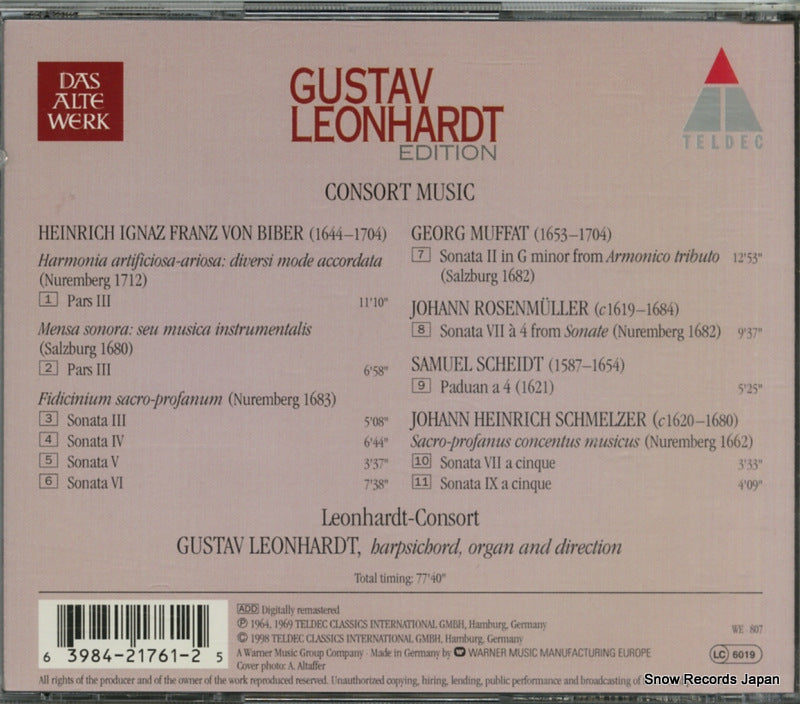 DAS
ALTE
WERK
GUSTAV
LEONHARDT
EDITION
TELDEC
CONSORT MUSIC
HEINRICH IGNAZ FRANZ VON BIBER (1644–1704)
Harmonia artificiosa-ariosa: diversi mode accordata
(Nuremberg 1712)
1 Pars III 11'10"
Mensa sonora: seu musica instrumentalis
(Salzburg 1680)
2 Pars III 6'58"
Fidicinium sacro-profanum (Nuremberg 1683)
3 Sonata III 5'08"
4 Sonata IV 6'44"
5 Sonata V 3'37"
6 Sonata VI 7'38"
GEORG MUFFAT (1653–1704)
7 Sonata II in G minor from Armonico tributo 12'53"
(Salzburg 1682)
JOHANN ROSENMÜLLER (c1619–1684)
8 Sonata VII à 4 from Sonate (Nuremberg 1682) 9'37"
SAMUEL SCHEIDT (1587–1654)
9 Paduan a 4 (1621) 5'25"
JOHANN HEINRICH SCHMELZER (c1620–1680)
Sacro-profanus concentus musicus (Nuremberg 1662)
10 Sonata VII a cinque 3'33"
11 Sonata IX a cinque 4'09"
Leonhardt-Consort
GUSTAV LEONHARDT, harpsichord, organ and direction
Total timing: 77'40"
ADD Digitally remastered
℗ 1964, 1969 TELDEC CLASSICS INTERNATIONAL GMBH, Hamburg, Germany
© 1998 TELDEC CLASSICS INTERNATIONAL GMBH, Hamburg, Germany
A Warner Music Group Company · Made in Germany by WARNER MUSIC MANUFACTURING EUROPE
Cover photo: A. Altaffer
WE 807
LC 6019
6 3984-21761-2 5
All rights of the producer and of the owner of the work reproduced reserved. Unauthorized copying, hiring, lending, public performance and broadcasting of
Snow Records Japan